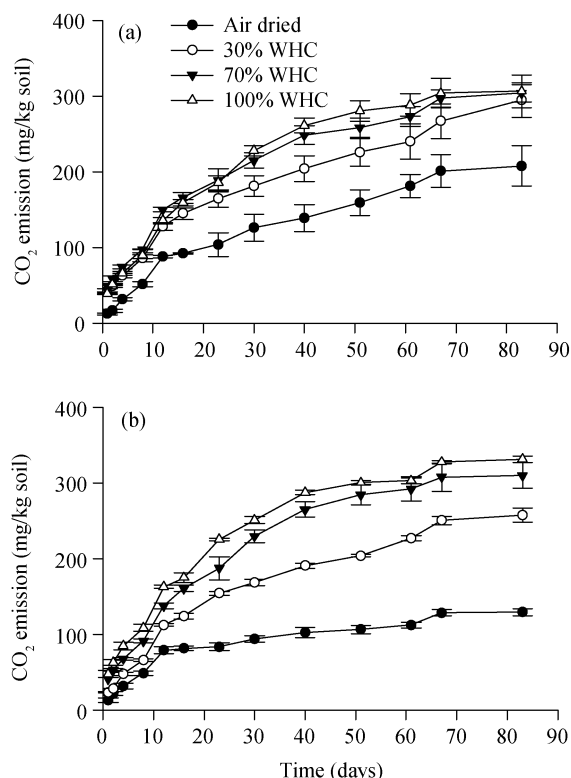 (a)
Air dried
30% WHC
70% WHC
100% WHC
CO2 emission (mg/kg soil)
400
300
200
100
0
0 10 20 30 40 50 60 70 80 90
(b)
CO2 emission (mg/kg soil)
400
300
200
100
0
0 10 20 30 40 50 60 70 80 90
Time (days)